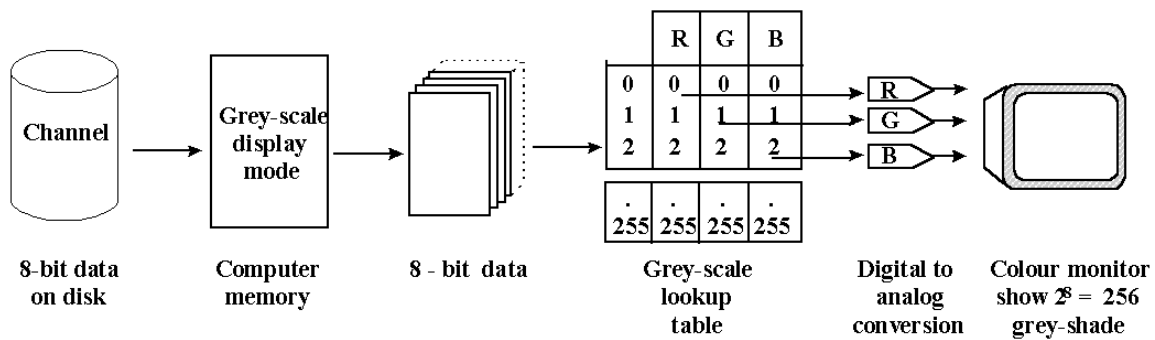 R G B
0 0 0 0
1 1 1 1
2 2 2 2
. . . .
255 255 255 255
Channel
Grey-scale
display
mode
R
G
B
8-bit data
on disk
Computer
memory
8 - bit data
Grey-scale
lookup
table
Digital to
analog
conversion
Colour monitor
show 2⁸ = 256
grey-shade